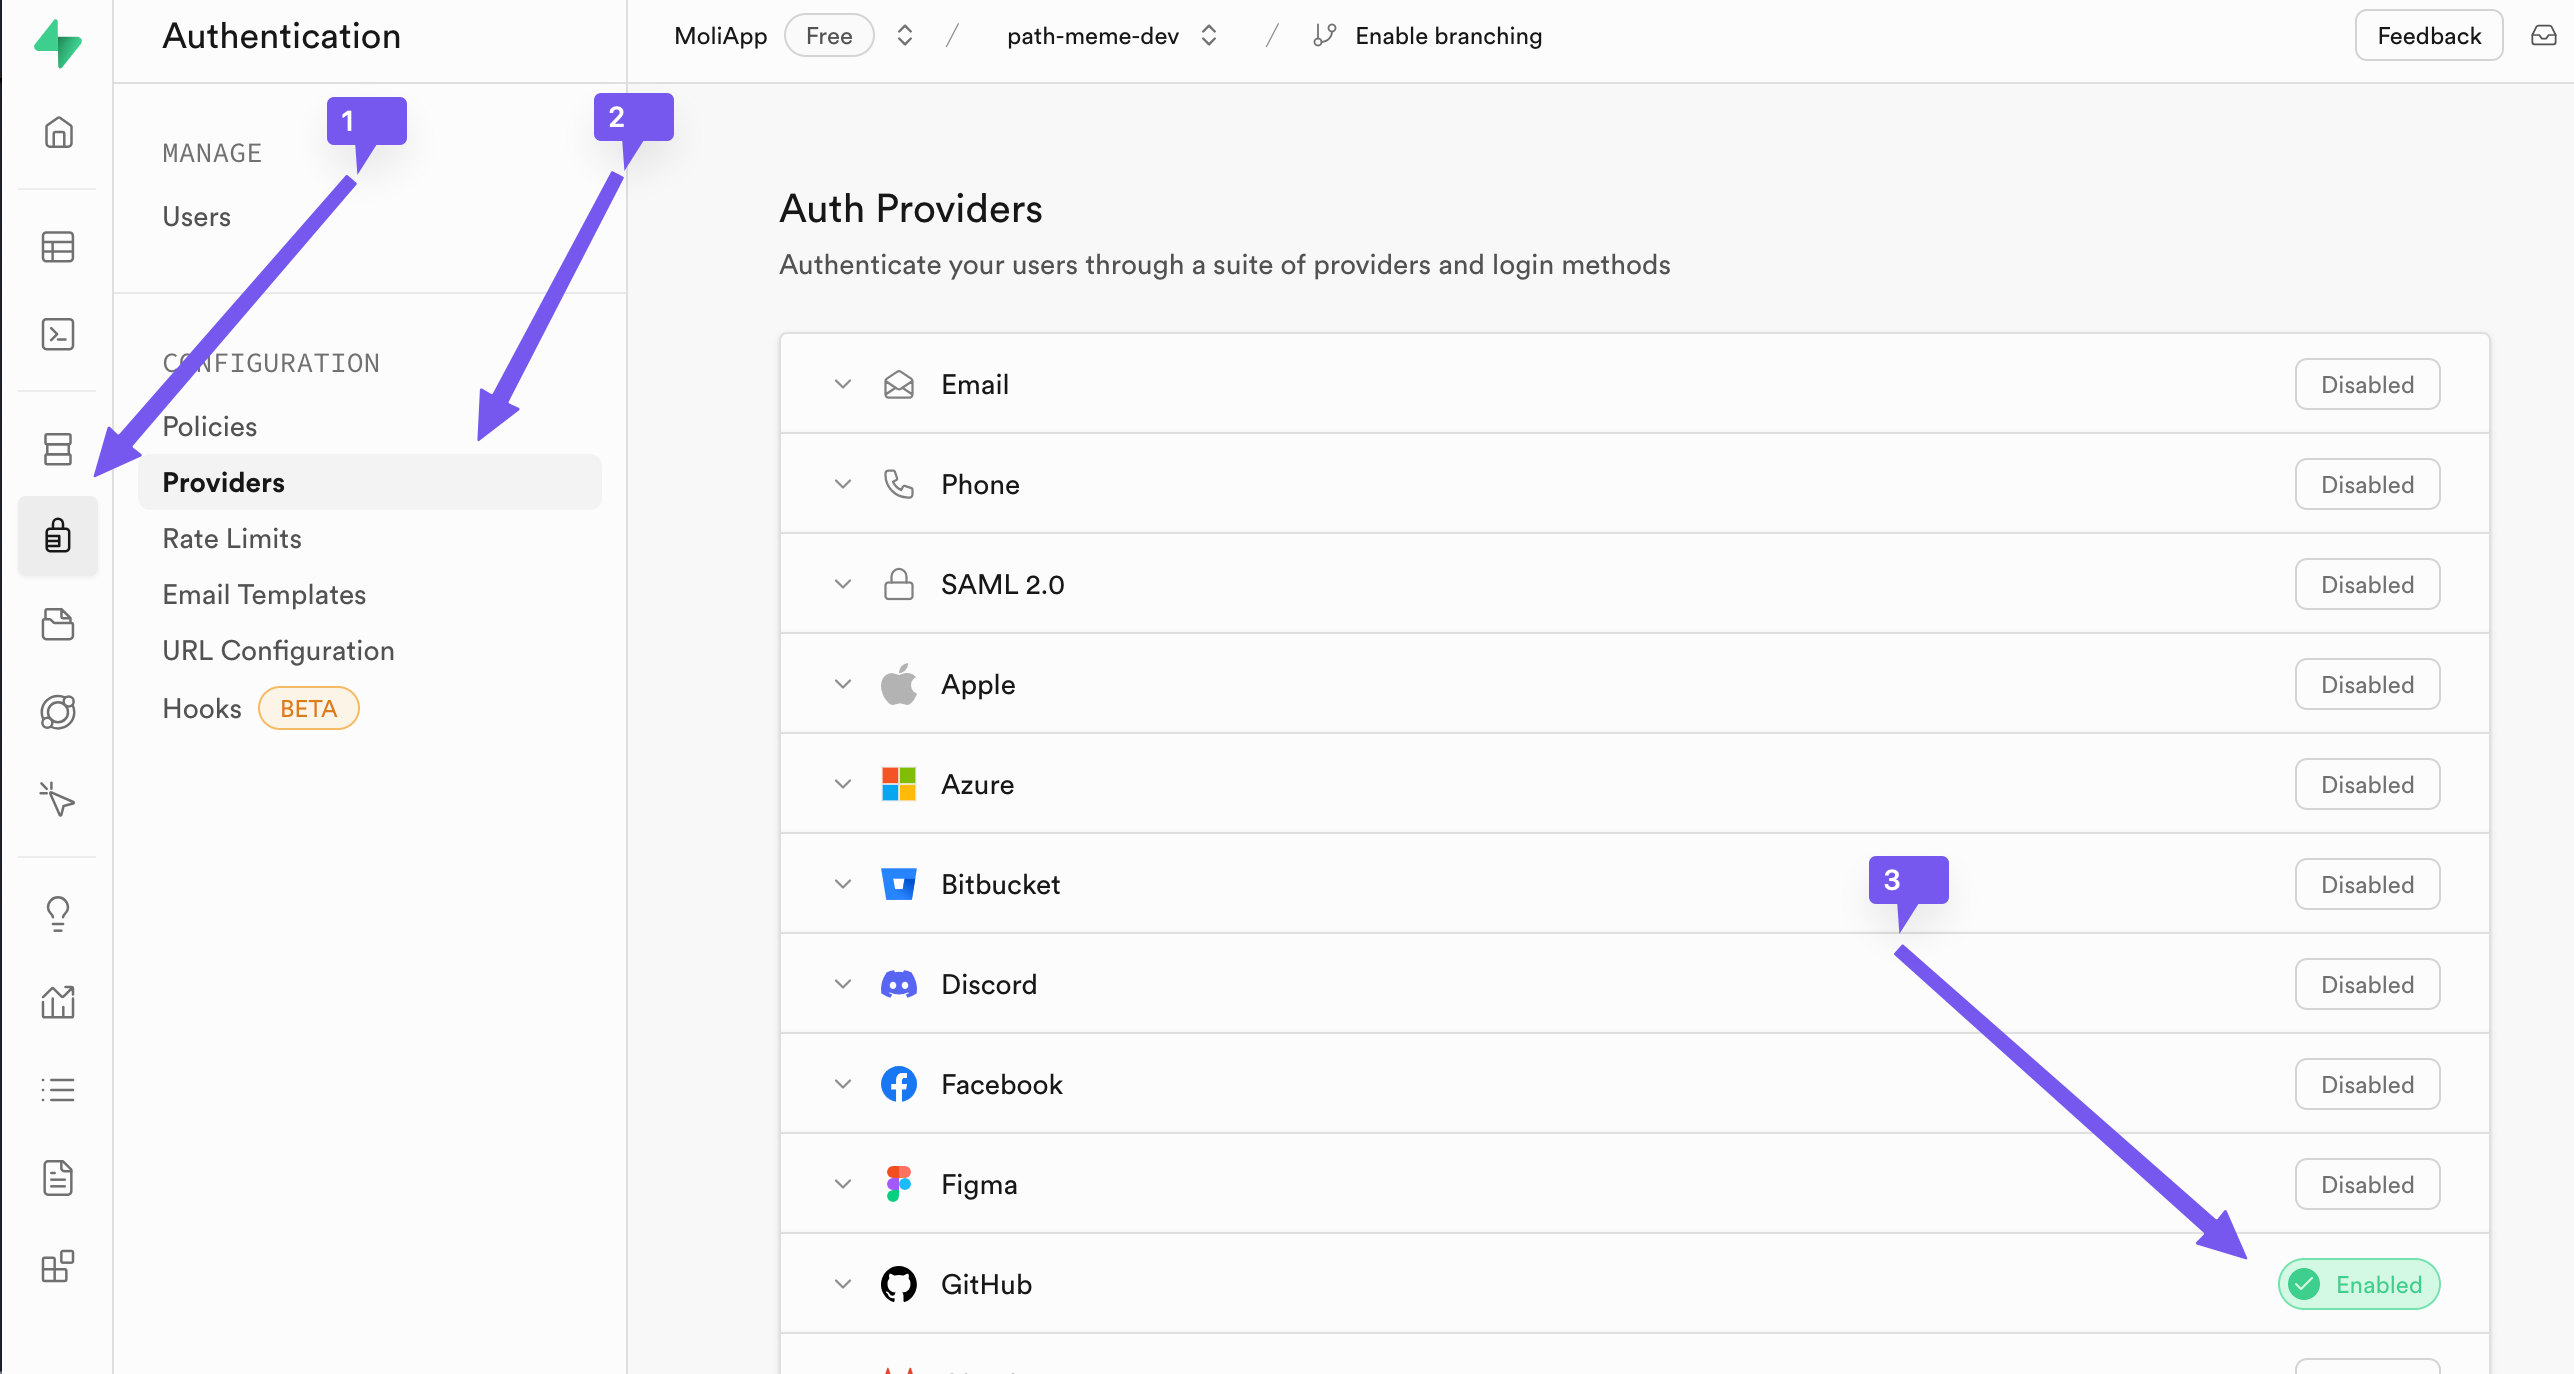 Authentication
MoliApp Free / path-meme-dev / Enable branching
Feedback
1
2
MANAGE
Users
CONFIGURATION
Policies
Providers
Rate Limits
Email Templates
URL Configuration
Hooks BETA
Auth Providers
Authenticate your users through a suite of providers and login methods
Email Disabled
Phone Disabled
SAML 2.0 Disabled
Apple Disabled
Azure Disabled
Bitbucket Disabled
3
Discord Disabled
Facebook Disabled
Figma Disabled
GitHub Enabled